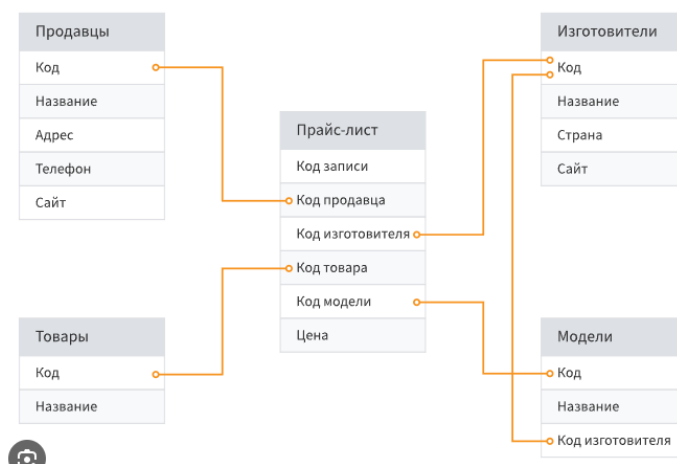 Продавцы
Код
Название
Адрес
Телефон
Сайт
Товары
Код
Название
Прайс-лист
Код записи
Код продавца
Код изготовителя
Код товара
Код модели
Цена
Изготовители
Код
Название
Страна
Сайт
Модели
Код
Название
Код изготовителя